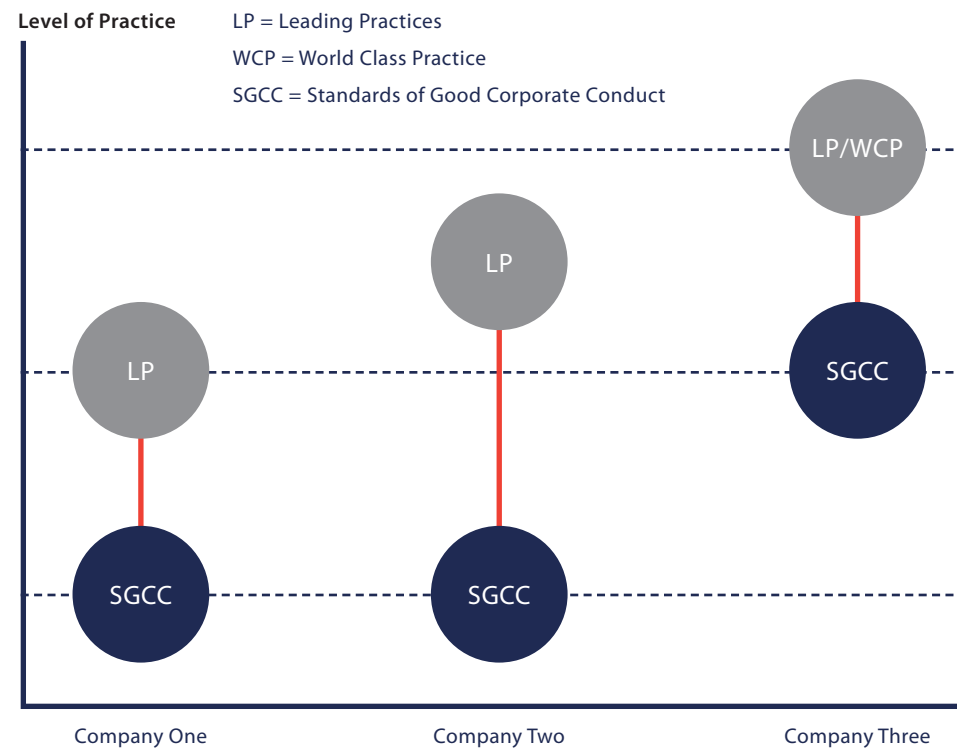 Level of Practice
LP = Leading Practices
WCP = World Class Practice
SGCC = Standards of Good Corporate Conduct
LP/WCP
LP
LP
SGCC
SGCC
SGCC
Company One
Company Two
Company Three